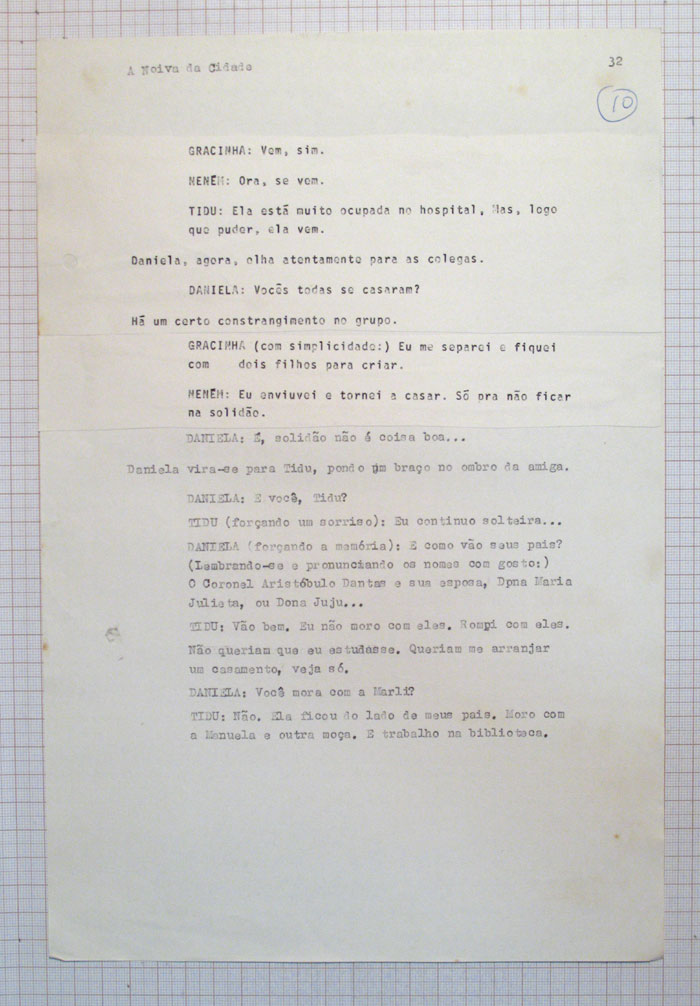 A Noiva da Cidade
32
10
GRACINHA: Vem, sim.
NENÉM: Ora, se vem.
TIDU: Ela está muito ocupada no hospital, Mas, logo
que puder, ela vem.
Daniela, agora, olha atentamente para as colegas.
DANIELA: Vocês todas se casaram?
Há um certo constrangimento no grupo.
GRACINHA (com simplicidade:) Eu me separei e fiquei
com dois filhos para criar.
NENÉM: Eu enviuvei e tornei a casar. Só pra não ficar
na solidão.
DANIELA: É, solidão não é coisa boa...
Daniela vira-se para Tidu, pondo um braço no ombro da amiga.
DANIELA: E você, Tidu?
TIDU (forçando um sorriso): Eu continuo solteira...
DANIELA (forçando a memória): E como vão seus pais?
(Lembrando-se e pronunciando os nomes com gosto:)
O Coronel Aristóbulo Dantas e sua esposa, Dpna Maria
Julieta, ou Dona Juju...
TIDU: Vão bem. Eu não moro com eles. Rompi com eles.
Não queriam que eu estudasse. Queriam me arranjar
um casamento, veja só.
DANIELA: Você mora com a Marli?
TIDU: Não. Ela ficou do lado de meus pais. Moro com
a Manuela e outra moça. E trabalho na biblioteca.